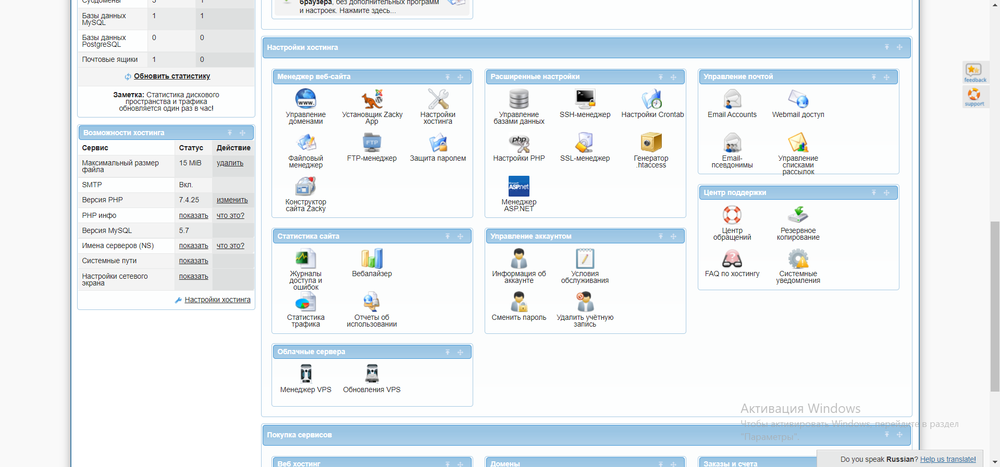 Субдомены 3 1
Базы данных
MySQL
1 1
Базы данных
PostgreSQL
0 0
Почтовые ящики 1 0
Обновить статистику
Заметка: Статистика дискового
пространства и трафика
обновляется один раз в час!
Возможности хостинга
Сервис Статус Действие
Максимальный размер
файла
15 MiB удалить
SMTP Вкл.
Версия PHP 7.4.25 изменить
PHP инфо показать что это?
Версия MySQL 5.7
Имена серверов (NS) показать что это?
Системные пути показать
Настройки сетевого
экрана
показать
Настройки хостинга
браузера, без дополнительных программ
и настроек. Нажмите здесь...
Настройки хостинга
Менеджер веб-сайта
Управление
доменами
Установщик Zacky
App
Настройки
хостинга
Файловый
менеджер
FTP
FTP-менеджер
Защита паролем
Конструктор
сайта Zacky
Расширенные настройки
Управление
базами данных
SSH-менеджер
Настройки Crontab
php
Настройки PHP
SSL-менеджер
Генератор
.htaccess
ASP.net
Менеджер
ASP.NET
Управление почтой
Email Accounts
Webmail доступ
Email-
псевдонимы
Управление
списками
рассылок
Центр поддержки
Центр
обращений
Резервное
копирование
FAQ по хостингу
Системные
уведомления
Статистика сайта
Журналы
доступа и
ошибок
Вебалайзер
Статистика
трафика
Отчеты об
использовании
Управление аккаунтом
Информация об
аккаунте
Условия
обслуживания
Сменить пароль
Удалить учётную
запись
Облачные сервера
Менеджер VPS
Обновления VPS
Покупка сервисов
Веб хостинг
Домены
Заказы и счета
feedback
support
Активация Windows
Чтобы активировать Windows, перейдите в раздел
"Параметры".
Do you speak Russian? Help us translate!
www.